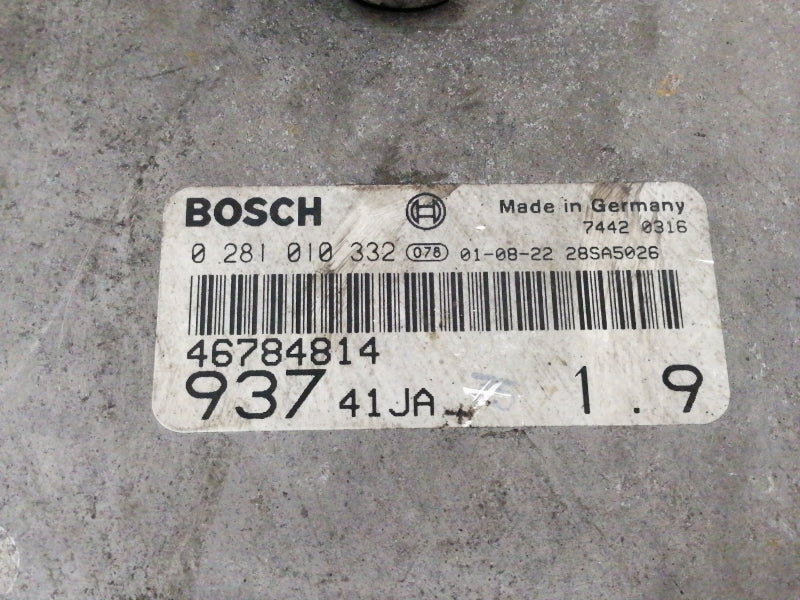 BOSCH Made in Germany
7442 0316
0 281 010 332 078 01-08-22 28SA5026
46784814
937 41JA 1.9